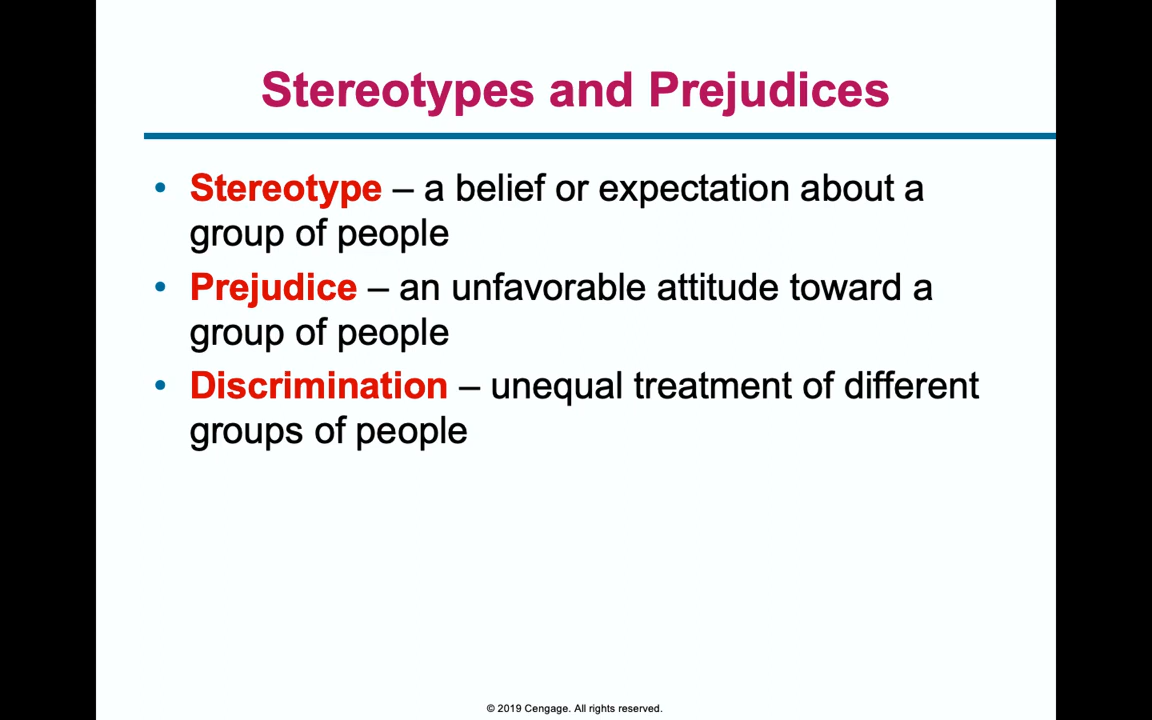 Stereotypes and Prejudices
• Stereotype – a belief or expectation about a
group of people
• Prejudice – an unfavorable attitude toward a
group of people
• Discrimination – unequal treatment of different
groups of people
© 2019 Cengage. All rights reserved.